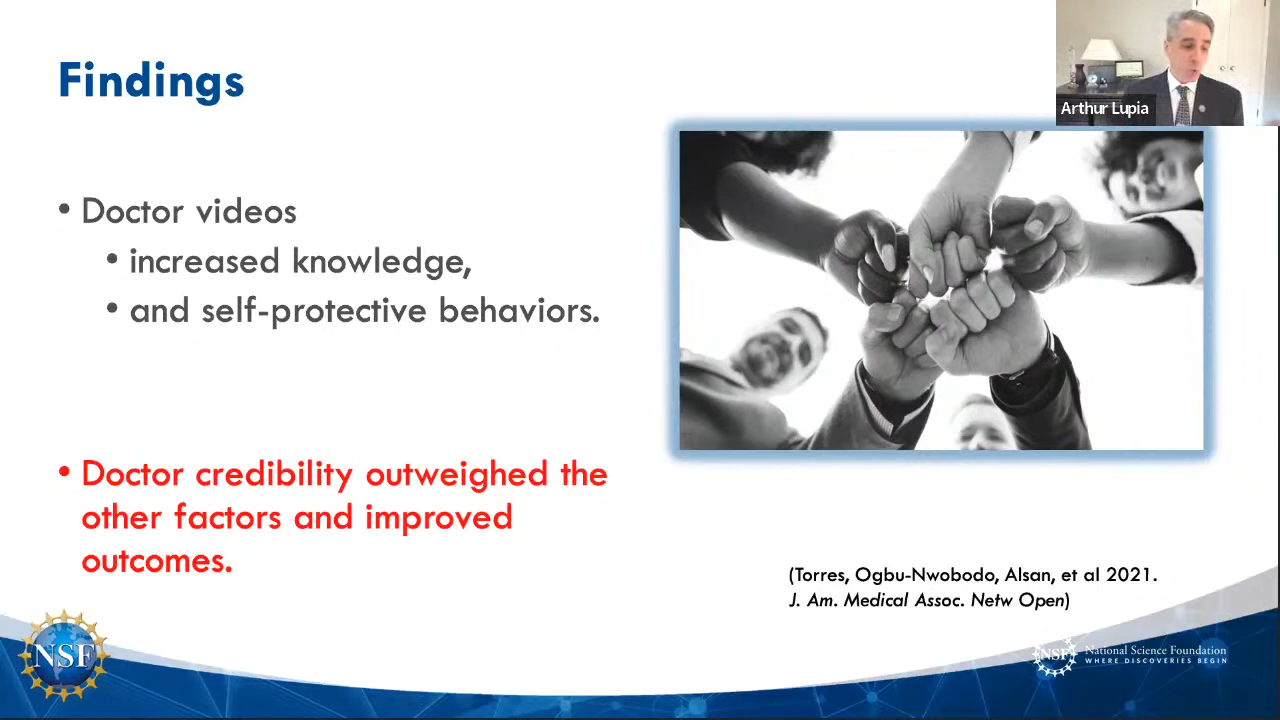 Findings
Arthur Lupia
• Doctor videos
• increased knowledge,
• and self-protective behaviors.
• Doctor credibility outweighed the
other factors and improved
outcomes.
(Torres, Ogbu-Nwobodo, Alsan, et al 2021.
J. Am. Medical Assoc. Netw Open)
NSF
NSF
National Science Foundation
WHERE DISCOVERIES BEGIN